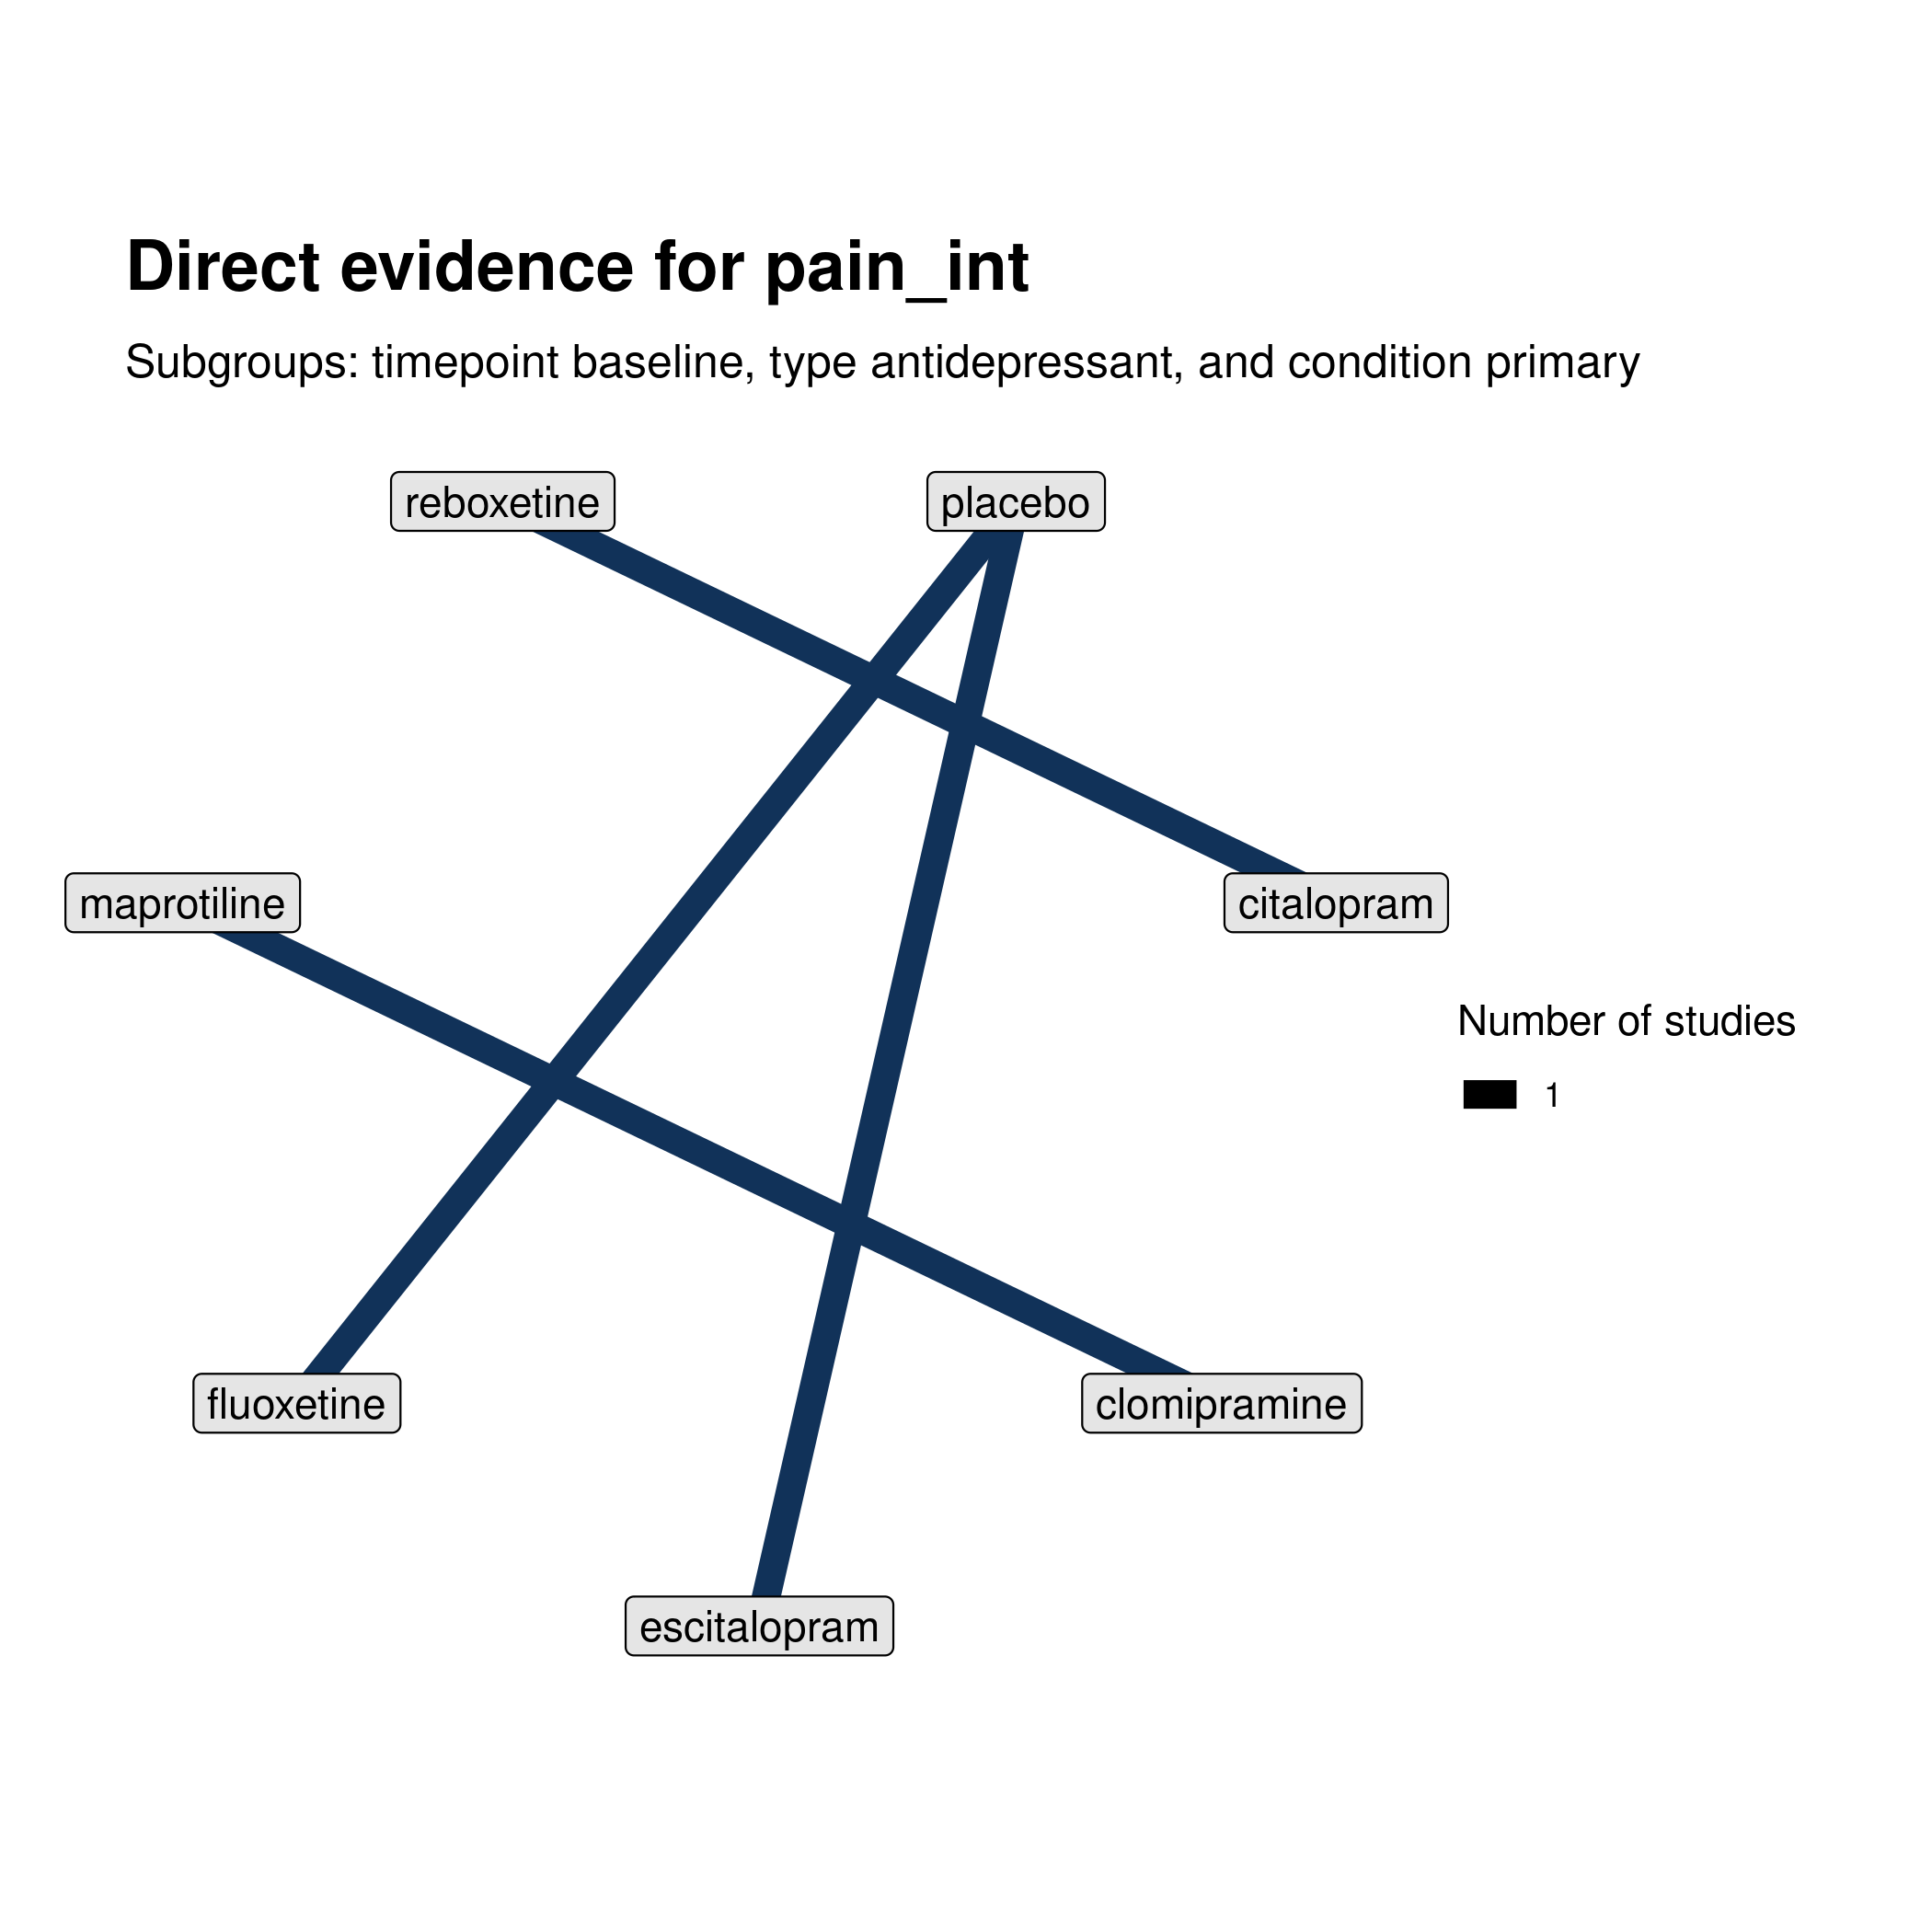 Direct evidence for pain_int
Subgroups: timepoint baseline, type antidepressant, and condition primary
reboxetine
placebo
maprotiline
citalopram
Number of studies
1
fluoxetine
clomipramine
escitalopram